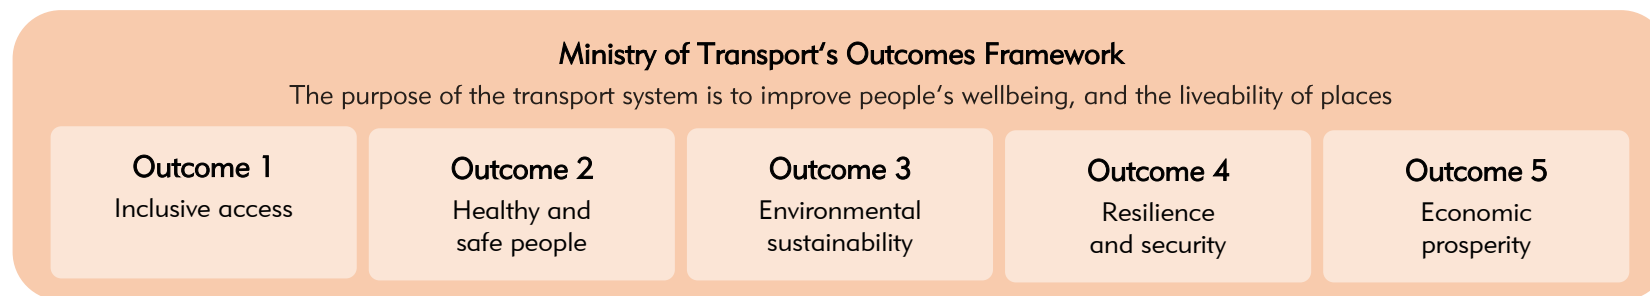 Ministry of Transport's Outcomes Framework
The purpose of the transport system is to improve people's wellbeing, and the liveability of places
Outcome 1
Inclusive access
Outcome 2
Healthy and
safe people
Outcome 3
Environmental
sustainability
Outcome 4
Resilience
and security
Outcome 5
Economic
prosperity